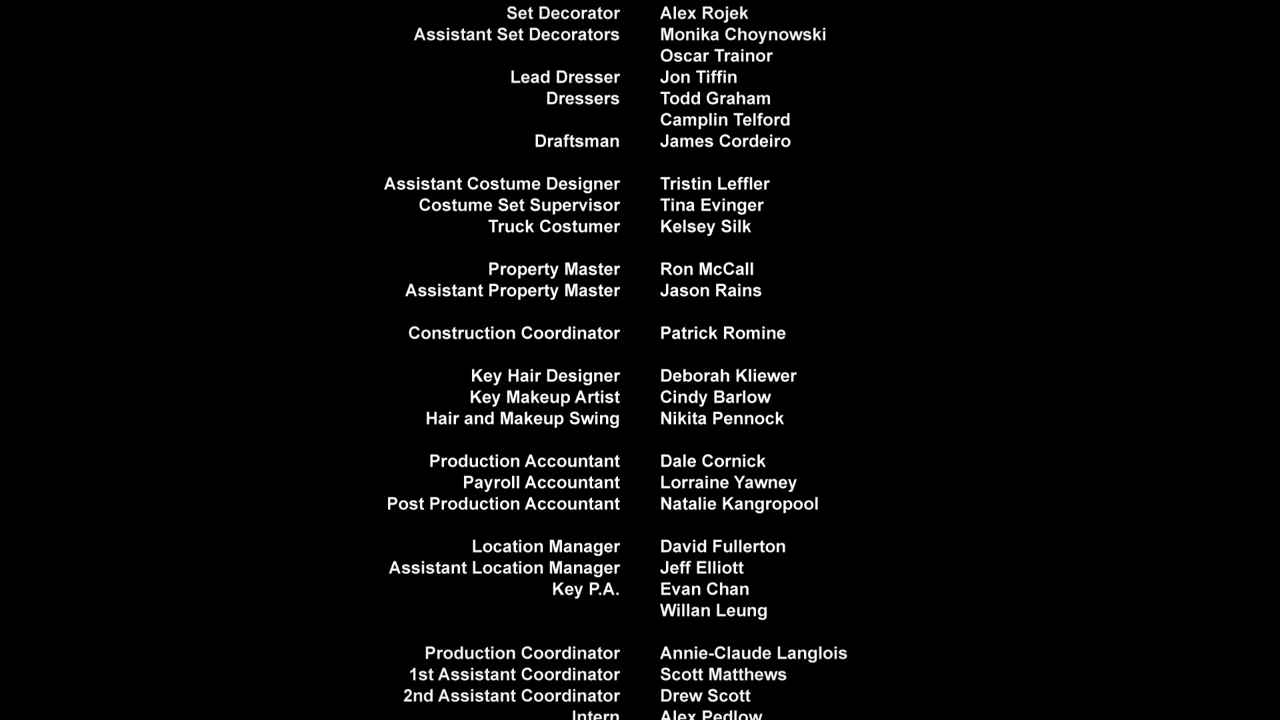 Set Decorator Alex Rojek
Assistant Set Decorators Monika Choynowski
Oscar Trainor
Lead Dresser Jon Tiffin
Dressers Todd Graham
Camplin Telford
Draftsman James Cordeiro
Assistant Costume Designer Tristin Leffler
Costume Set Supervisor Tina Evinger
Truck Costumer Kelsey Silk
Property Master Ron McCall
Assistant Property Master Jason Rains
Construction Coordinator Patrick Romine
Key Hair Designer Deborah Kliewer
Key Makeup Artist Cindy Barlow
Hair and Makeup Swing Nikita Pennock
Production Accountant Dale Cornick
Payroll Accountant Lorraine Yawney
Post Production Accountant Natalie Kangropool
Location Manager David Fullerton
Assistant Location Manager Jeff Elliott
Key P.A. Evan Chan
Willan Leung
Production Coordinator Annie-Claude Langlois
1st Assistant Coordinator Scott Matthews
2nd Assistant Coordinator Drew Scott
Intern Alex Pedlow